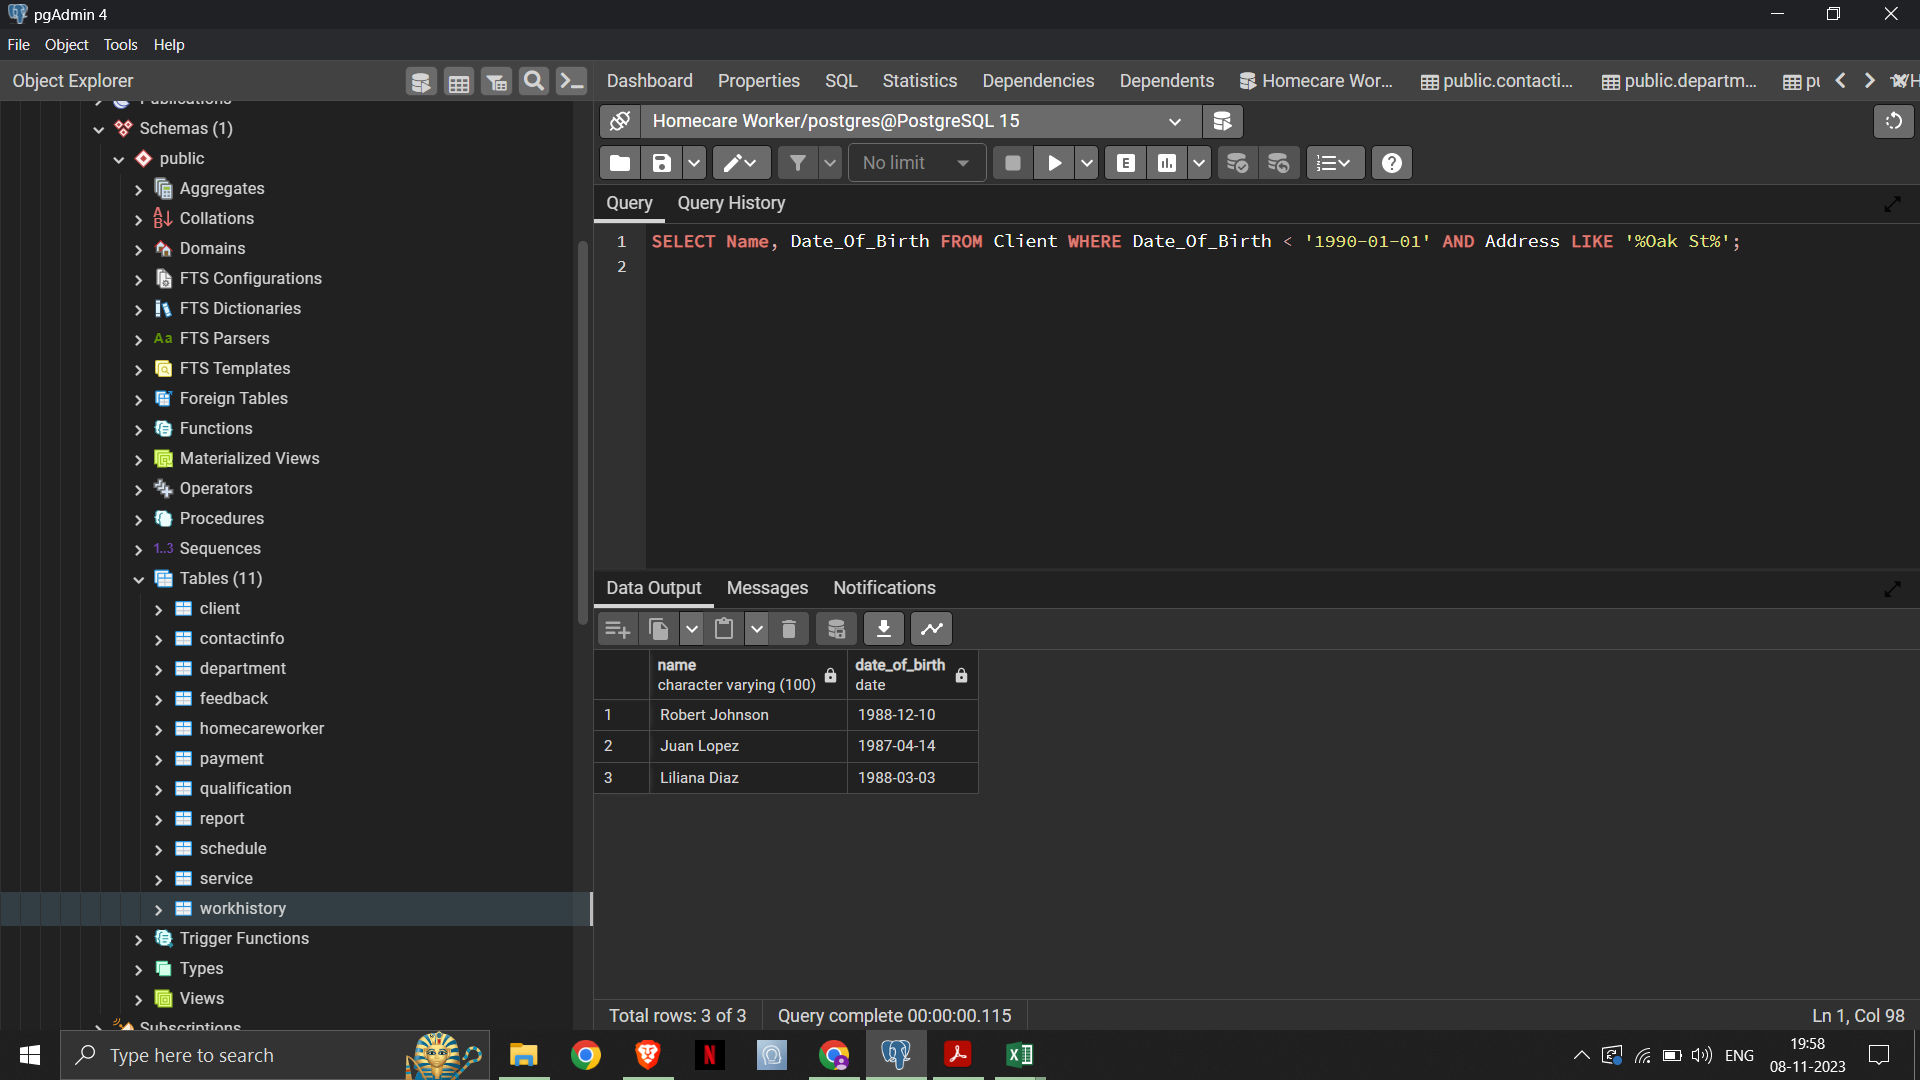 pgAdmin 4
File Object Tools Help
Object Explorer
Dashboard Properties SQL Statistics Dependencies Dependents Homecare Wor... public.contacti... public.departm... pu
Publications
Schemas (1)
public
Aggregates
Collations
Domains
FTS Configurations
FTS Dictionaries
Aa FTS Parsers
FTS Templates
Foreign Tables
Functions
Materialized Views
Operators
Procedures
1..3 Sequences
Tables (11)
client
contactinfo
department
feedback
homecareworker
payment
qualification
report
schedule
service
workhistory
Trigger Functions
Types
Views
Subscriptions
Homecare Worker/postgres@PostgreSQL 15
No limit
E
Query Query History
1 SELECT Name, Date_Of_Birth FROM Client WHERE Date_Of_Birth < '1990-01-01' AND Address LIKE '%Oak St%';
2
Data Output Messages Notifications
name date_of_birth
character varying (100) date
1 Robert Johnson 1988-12-10
2 Juan Lopez 1987-04-14
3 Liliana Diaz 1988-03-03
Total rows: 3 of 3 Query complete 00:00:00.115 Ln 1, Col 98
Type here to search
ENG
19:58
08-11-2023